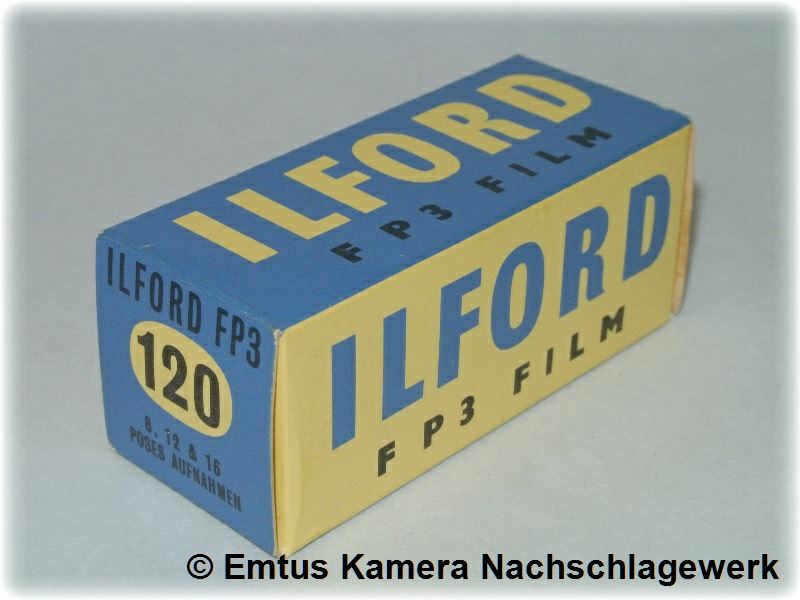 ILFORD
FP3 FILM
ILFORD
FP3 FILM
ILFORD FP3
120
8, 12 & 16
POSES AUFNAHMEN
© Emtus Kamera Nachschlagewerk